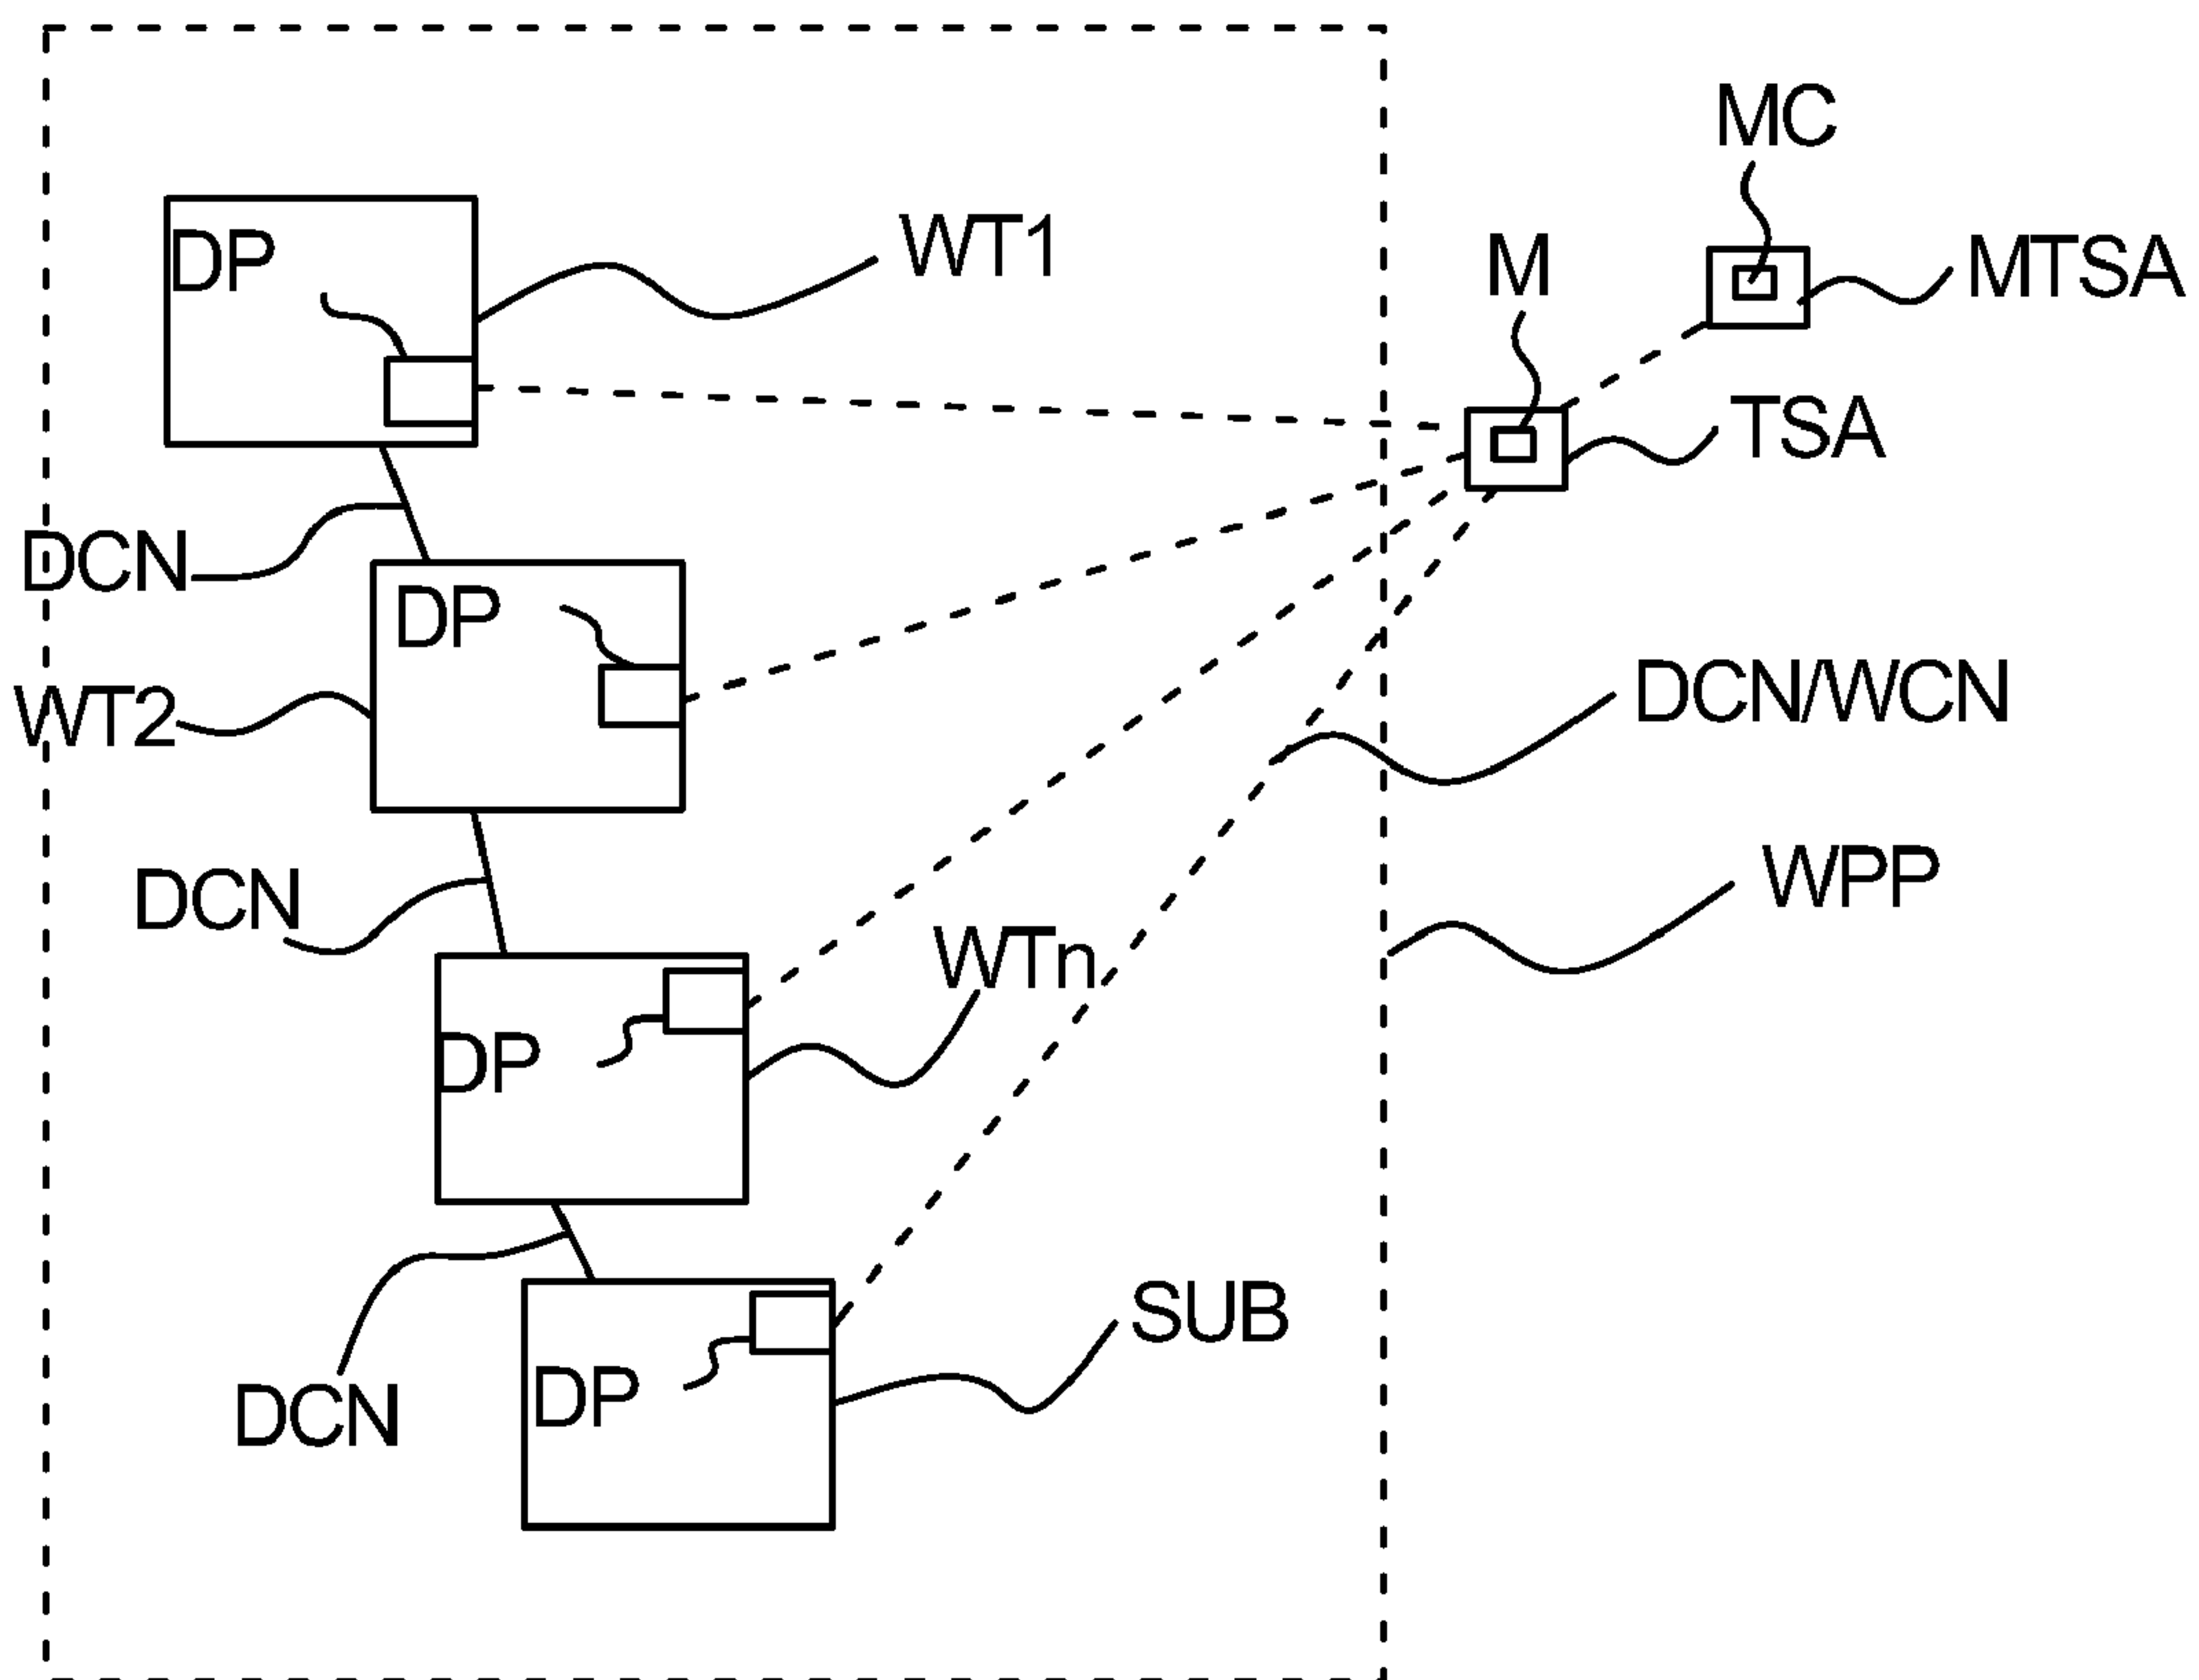 MC
WT1
M
MTSA
DP
TSA
DCN
DP
WT2
DCN/WCN
DCN
WPP
WTn
DP
SUB
DP
DCN